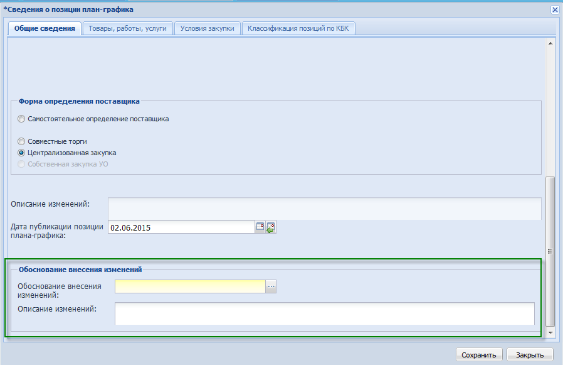 *Сведения о позиции план-графика
Общие сведения Товары, работы, услуги Условия закупки Классификация позиций по КБК
Форма определения поставщика
Самостоятельное определение поставщика
Совместные торги
Централизованная закупка
Собственная закупка УО
Описание изменений:
Дата публикации позиции
плана-графика:
02.06.2015
Обоснование внесения изменений
Обоснование внесения
изменений:
...
Описание изменений:
Сохранить Закрыть